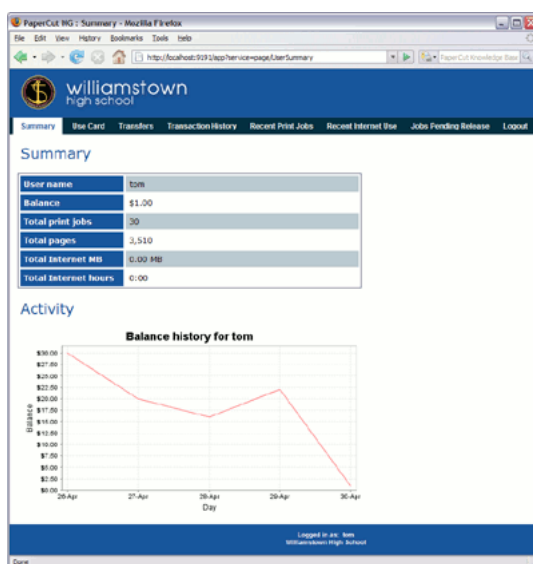 PaperCut NG : Summary - Mozilla Firefox
File Edit View History Bookmarks Tools Help
http://localhost:9191/app?service=page/UserSummary PaperCut Knowledge Base
williamstown
high school
Summary Use Card Transfers Transaction History Recent Print Jobs Recent Internet Use Jobs Pending Release Logout
Summary
User name tom
Balance $1.00
Total print jobs 30
Total pages 3,510
Total Internet MB 0.00 MB
Total Internet hours 0:00
Activity
Balance history for tom
$30.00
$27.50
$25.00
$22.50
$20.00
$17.50
$15.00
$12.50
$10.00
$7.50
$5.00
$2.50
$0.00
Balance
26-Apr 27-Apr 28-Apr 29-Apr 30-Apr
Day
Logged in as: tom
Williamstown High School
Done